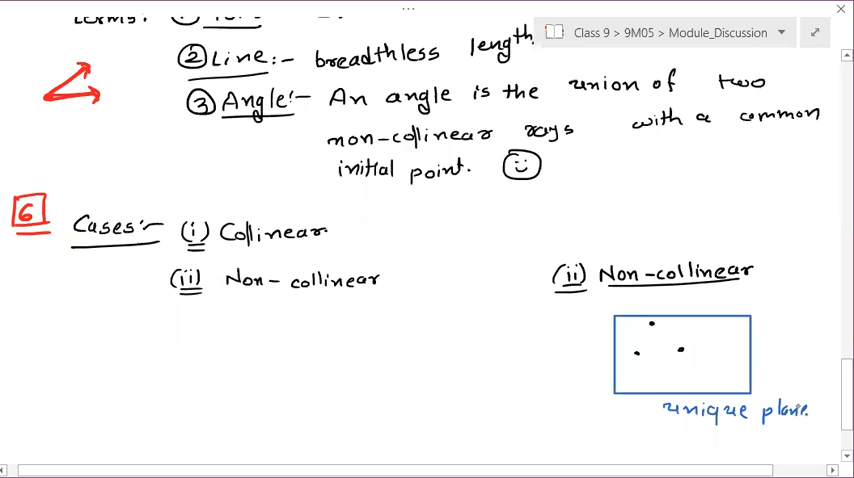 Class 9 > 9M05 > Module_Discussion
Terms:
② Line :- breadthless length.
③ Angle :- An angle is the union of two
non-collinear rays with a common
initial point.
6 Cases :- (i) Collinear
(ii) Non-collinear
(ii) Non-collinear
unique plane.